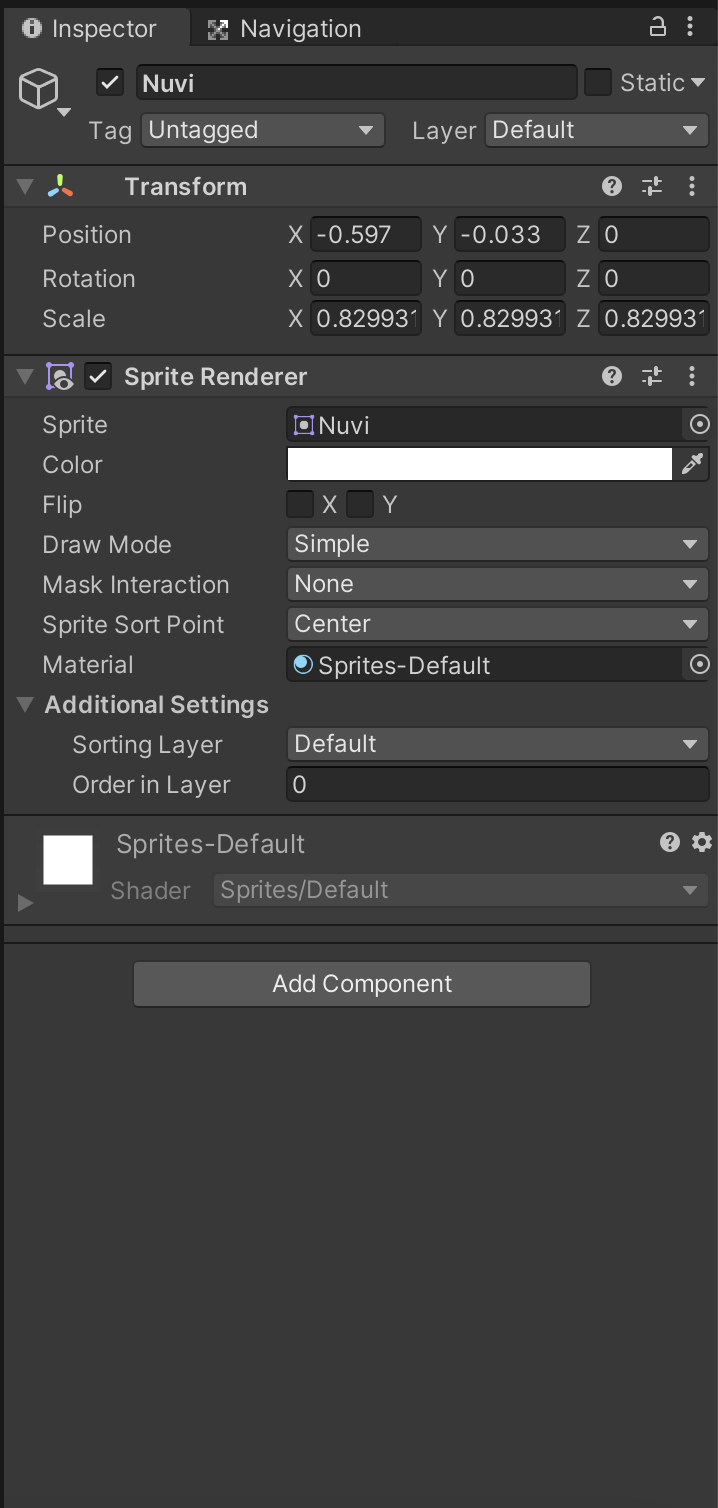 Inspector Navigation
Nuvi Static
Tag Untagged Layer Default
Transform
Position X -0.597 Y -0.033 Z 0
Rotation X 0 Y 0 Z 0
Scale X 0.829931 Y 0.829931 Z 0.829931
Sprite Renderer
Sprite Nuvi
Color
Flip X Y
Draw Mode Simple
Mask Interaction None
Sprite Sort Point Center
Material Sprites-Default
Additional Settings
Sorting Layer Default
Order in Layer 0
Sprites-Default
Shader Sprites/Default
Add Component